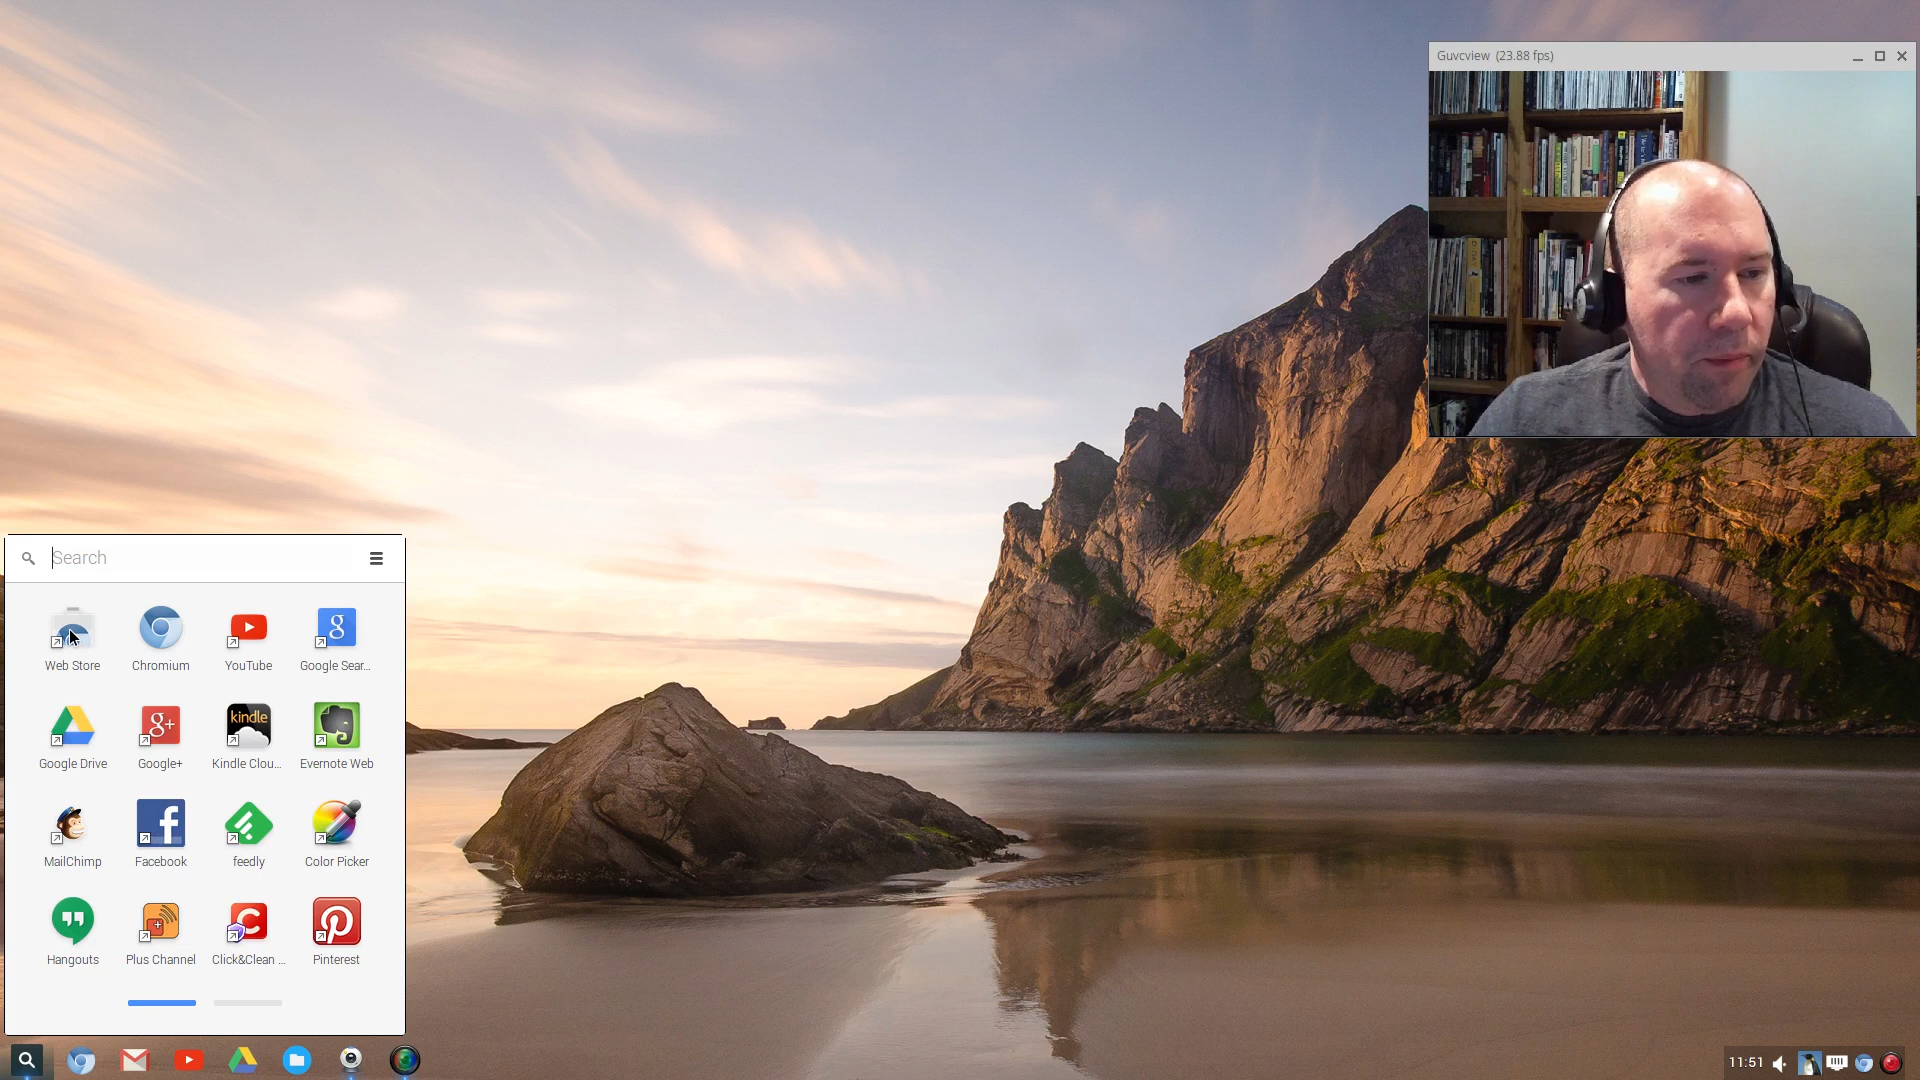 Guvcview (23.88 fps)
Search
Web Store
Chromium
YouTube
Google Sear...
Google Drive
Google+
kindle
Kindle Clou...
Evernote Web
MailChimp
Facebook
feedly
Color Picker
Hangouts
Plus Channel
Click&Clean ...
Pinterest
11:51